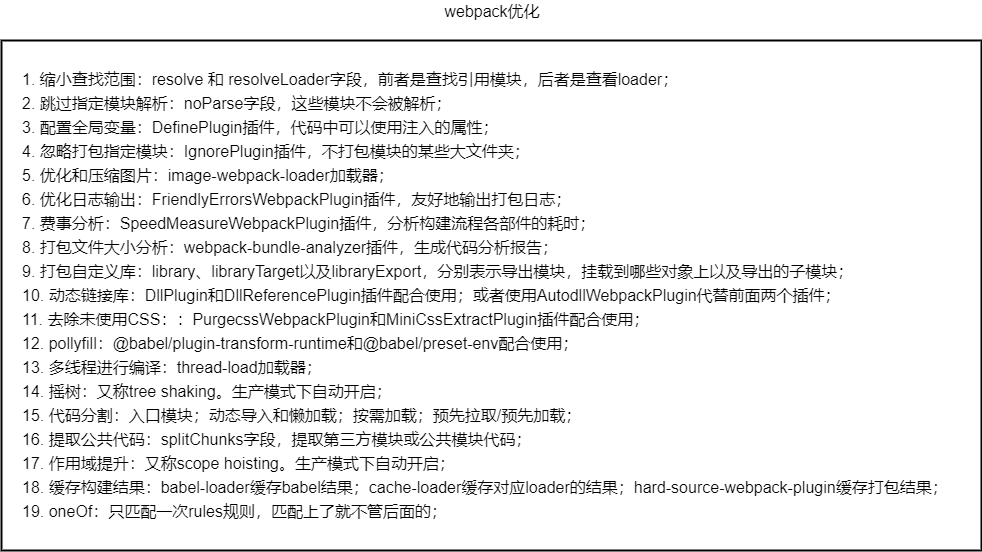 webpack优化
1. 缩小查找范围：resolve 和 resolveLoader字段，前者是查找引用模块，后者是查看loader；
2. 跳过指定模块解析：noParse字段，这些模块不会被解析；
3. 配置全局变量：DefinePlugin插件，代码中可以使用注入的属性；
4. 忽略打包指定模块：IgnorePlugin插件，不打包模块的某些大文件夹；
5. 优化和压缩图片：image-webpack-loader加载器；
6. 优化日志输出：FriendlyErrorsWebpackPlugin插件，友好地输出打包日志；
7. 费事分析：SpeedMeasureWebpackPlugin插件，分析构建流程各部件的耗时；
8. 打包文件大小分析：webpack-bundle-analyzer插件，生成代码分析报告；
9. 打包自定义库：library、libraryTarget以及libraryExport，分别表示导出模块，挂载到哪些对象上以及导出的子模块；
10. 动态链接库：DllPlugin和DllReferencePlugin插件配合使用；或者使用AutodllWebpackPlugin代替前面两个插件；
11. 去除未使用CSS：：PurgecssWebpackPlugin和MiniCssExtractPlugin插件配合使用；
12. pollyfill：@babel/plugin-transform-runtime和@babel/preset-env配合使用；
13. 多线程进行编译：thread-load加载器；
14. 摇树：又称tree shaking。生产模式下自动开启；
15. 代码分割：入口模块；动态导入和懒加载；按需加载；预先拉取/预先加载；
16. 提取公共代码：splitChunks字段，提取第三方模块或公共模块代码；
17. 作用域提升：又称scope hoisting。生产模式下自动开启；
18. 缓存构建结果：babel-loader缓存babel结果；cache-loader缓存对应loader的结果；hard-source-webpack-plugin缓存打包结果；
19. oneOf：只匹配一次rules规则，匹配上了就不管后面的；